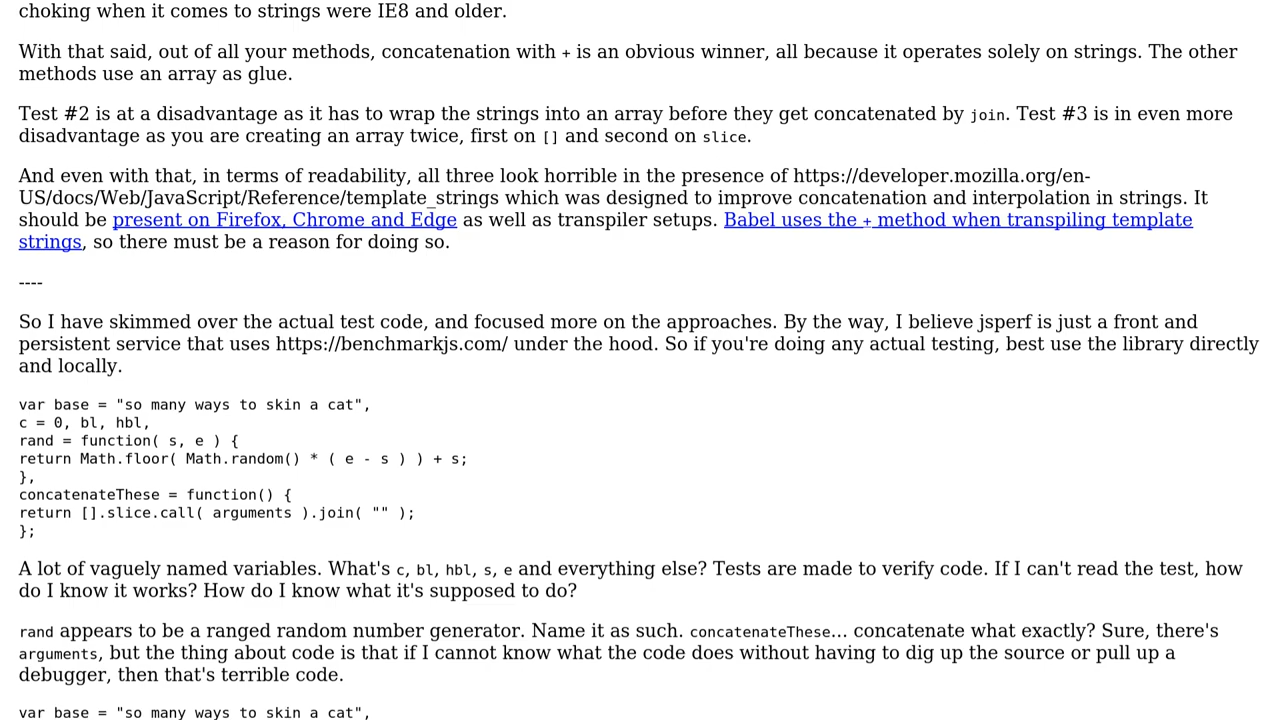 choking when it comes to strings were IE8 and older.
With that said, out of all your methods, concatenation with + is an obvious winner, all because it operates solely on strings. The other
methods use an array as glue.
Test #2 is at a disadvantage as it has to wrap the strings into an array before they get concatenated by join. Test #3 is in even more
disadvantage as you are creating an array twice, first on [] and second on slice.
And even with that, in terms of readability, all three look horrible in the presence of https://developer.mozilla.org/en-
US/docs/Web/JavaScript/Reference/template_strings which was designed to improve concatenation and interpolation in strings. It
should be present on Firefox, Chrome and Edge as well as transpiler setups. Babel uses the + method when transpiling template
strings, so there must be a reason for doing so.
----
So I have skimmed over the actual test code, and focused more on the approaches. By the way, I believe jsperf is just a front and
persistent service that uses https://benchmarkjs.com/ under the hood. So if you're doing any actual testing, best use the library directly
and locally.
var base = "so many ways to skin a cat",
c = 0, bl, hbl,
rand = function( s, e ) {
return Math.floor( Math.random() * ( e - s ) ) + s;
},
concatenateThese = function() {
return [].slice.call( arguments ).join( "" );
};
A lot of vaguely named variables. What's c, bl, hbl, s, e and everything else? Tests are made to verify code. If I can't read the test, how
do I know it works? How do I know what it's supposed to do?
rand appears to be a ranged random number generator. Name it as such. concatenateThese... concatenate what exactly? Sure, there's
arguments, but the thing about code is that if I cannot know what the code does without having to dig up the source or pull up a
debugger, then that's terrible code.
var base = "so many ways to skin a cat",